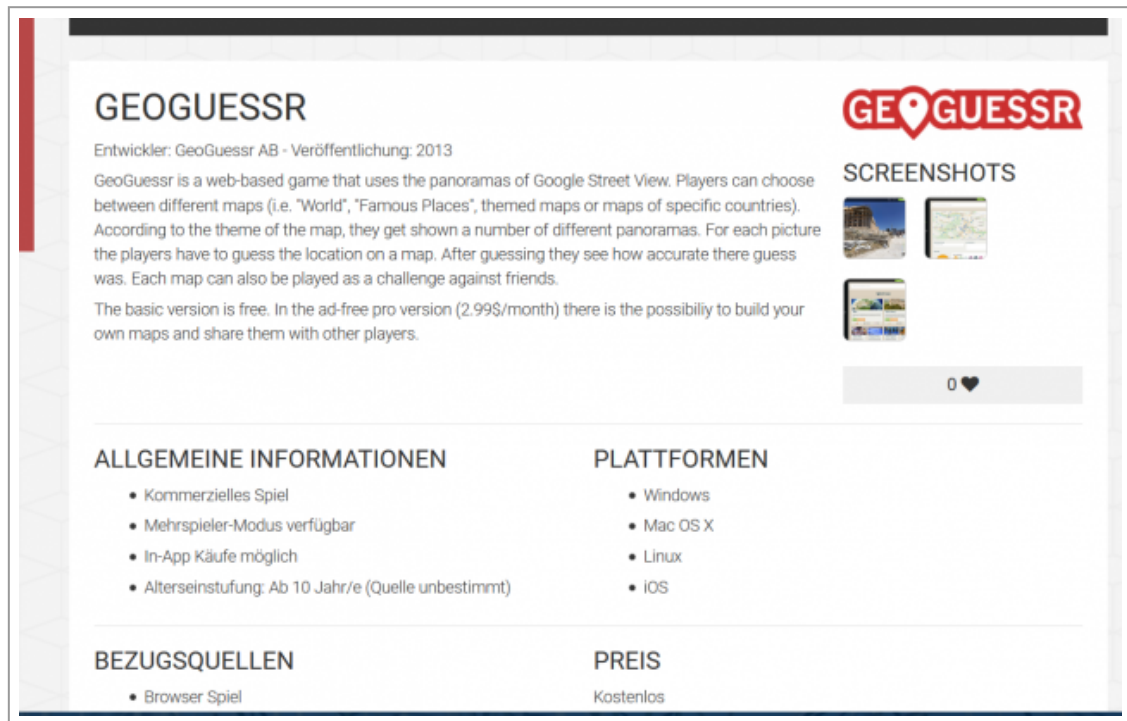 GEOGUESSR
Entwickler: GeoGuessr AB - Veröffentlichung: 2013
GeoGuessr is a web-based game that uses the panoramas of Google Street View. Players can choose
between different maps (i.e. "World", "Famous Places", themed maps or maps of specific countries).
According to the theme of the map, they get shown a number of different panoramas. For each picture
the players have to guess the location on a map. After guessing they see how accurate there guess
was. Each map can also be played as a challenge against friends.
The basic version is free. In the ad-free pro version (2.99$/month) there is the possibiliy to build your
own maps and share them with other players.
GEOGUESSR
SCREENSHOTS
0
ALLGEMEINE INFORMATIONEN
Kommerzielles Spiel
Mehrspieler-Modus verfügbar
In-App Käufe möglich
Alterseinstufung: Ab 10 Jahr/e (Quelle unbestimmt)
PLATTFORMEN
Windows
Mac OS X
Linux
iOS
BEZUGSQUELLEN
Browser Spiel
PREIS
Kostenlos